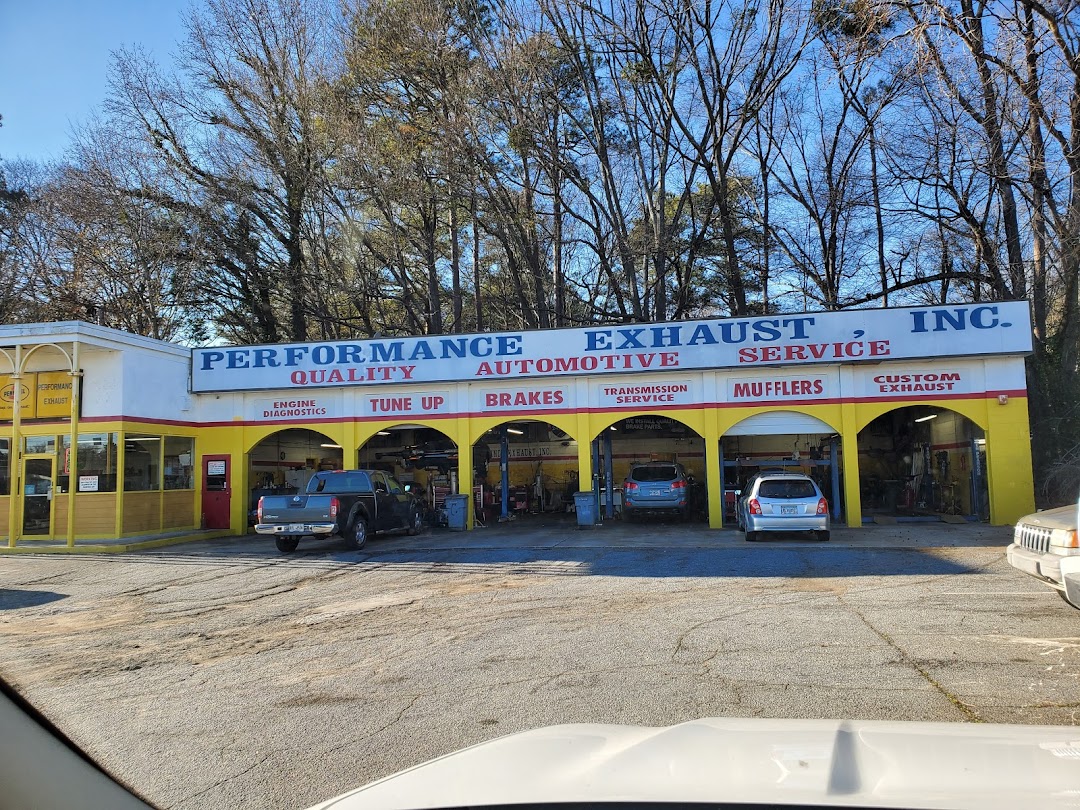 PERFORMANCE EXHAUST, INC.
QUALITY AUTOMOTIVE SERVICE
ENGINE
DIAGNOSTICS
TUNE UP
BRAKES
TRANSMISSION
SERVICE
MUFFLERS
CUSTOM
EXHAUST
PERFORMANCE
EXHAUST